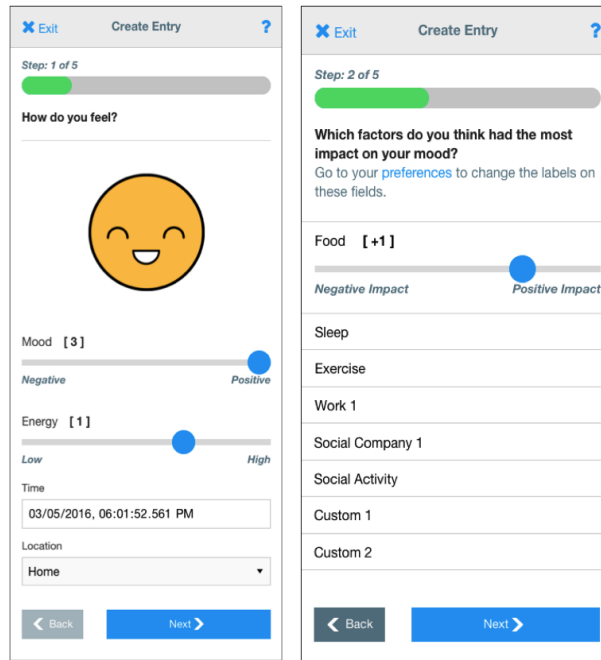 Exit Create Entry ?
Step: 1 of 5
How do you feel?
Mood [ 3 ]
Negative Positive
Energy [ 1 ]
Low High
Time
03/05/2016, 06:01:52.561 PM
Location
Home
Back Next
Exit Create Entry ?
Step: 2 of 5
Which factors do you think had the most
impact on your mood?
Go to your preferences to change the labels on
these fields.
Food [ +1 ]
Negative Impact Positive Impact
Sleep
Exercise
Work 1
Social Company 1
Social Activity
Custom 1
Custom 2
Back Next